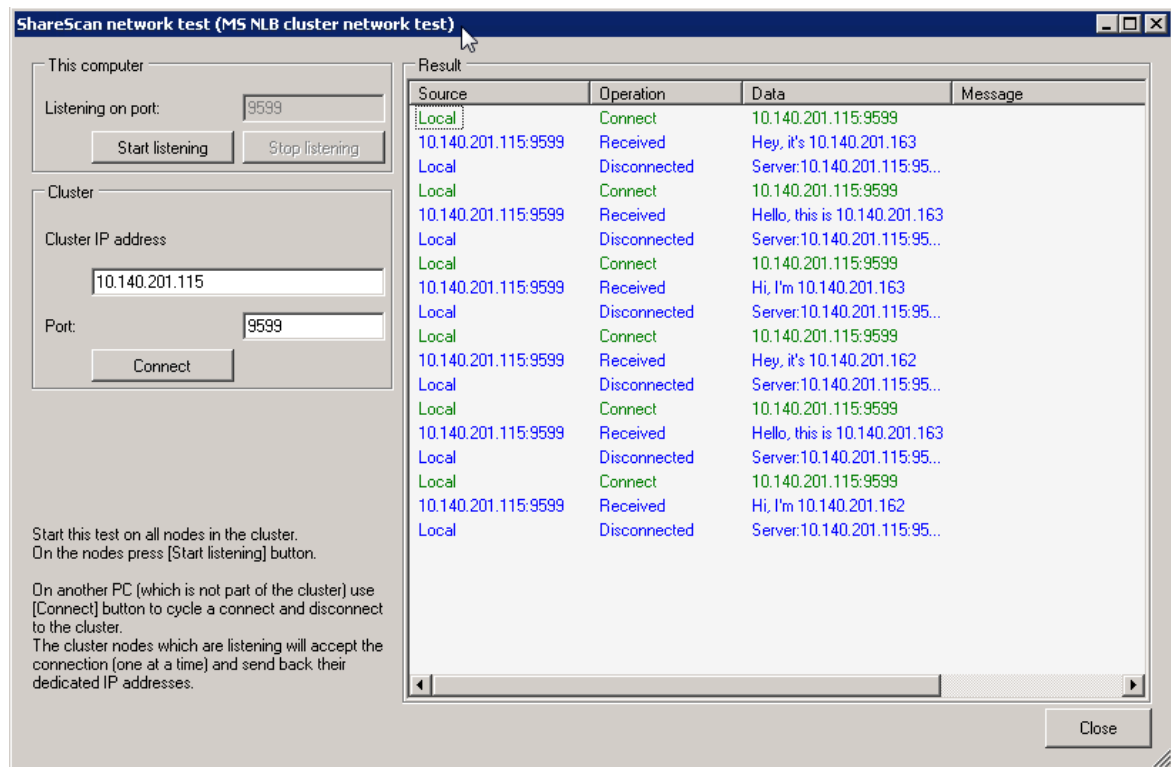 ShareScan network test (MS NLB cluster network test)
This computer
Listening on port: 9599
Start listening Stop listening
Cluster
Cluster IP address
10.140.201.115
Port: 9599
Connect
Start this test on all nodes in the cluster.
On the nodes press [Start listening] button.
On another PC (which is not part of the cluster) use
[Connect] button to cycle a connect and disconnect
to the cluster.
The cluster nodes which are listening will accept the
connection (one at a time) and send back their
dedicated IP addresses.
Result
Source Operation Data Message
Local Connect 10.140.201.115:9599
10.140.201.115:9599 Received Hey, it's 10.140.201.163
Local Disconnected Server:10.140.201.115:95...
Local Connect 10.140.201.115:9599
10.140.201.115:9599 Received Hello, this is 10.140.201.163
Local Disconnected Server:10.140.201.115:95...
Local Connect 10.140.201.115:9599
10.140.201.115:9599 Received Hi, I'm 10.140.201.163
Local Disconnected Server:10.140.201.115:95...
Local Connect 10.140.201.115:9599
10.140.201.115:9599 Received Hey, it's 10.140.201.162
Local Disconnected Server:10.140.201.115:95...
Local Connect 10.140.201.115:9599
10.140.201.115:9599 Received Hello, this is 10.140.201.163
Local Disconnected Server:10.140.201.115:95...
Local Connect 10.140.201.115:9599
10.140.201.115:9599 Received Hi, I'm 10.140.201.162
Local Disconnected Server:10.140.201.115:95...
Close